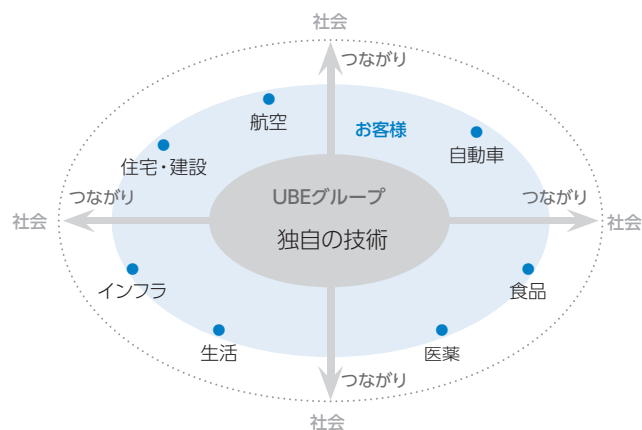 社会
つながり
航空
お客様
自動車
住宅・建設
UBEグループ
つながり
つながり
社会
社会
独自の技術
インフラ
食品
生活
医薬
つながり
社会